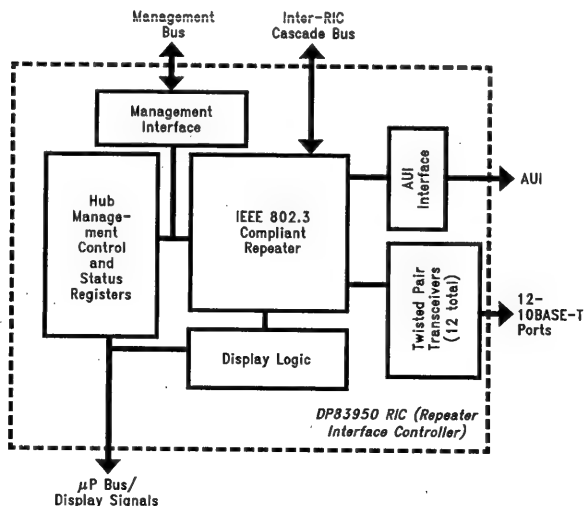 Management
Bus
Inter-RIC
Cascade Bus
Management
Interface
Hub
Manage-
ment
Control
and
Status
Registers
IEEE 802.3
Compliant
Repeater
AUI
Interface
AUI
Twisted Pair
Transceivers
(12 total)
12-
10BASE-T
Ports
Display Logic
DP83950 RIC (Repeater
Interface Controller)
µP Bus/
Display Signals